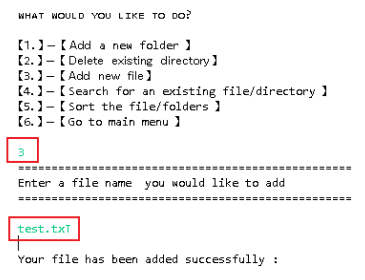 WHAT WOULD YOU LIKE TO DO?
【1.】—【 Add a new folder 】
【2.】—【 Delete existing directory】
【3.】—【 Add new file】
【4.】—【 Search for an existing file/directory 】
【5.】—【 Sort the file/folders 】
【6.】—【 Go to main menu 】
3
==================================================
Enter a file name  you would like to add
==================================================
test.txT
Your file has been added successfully :